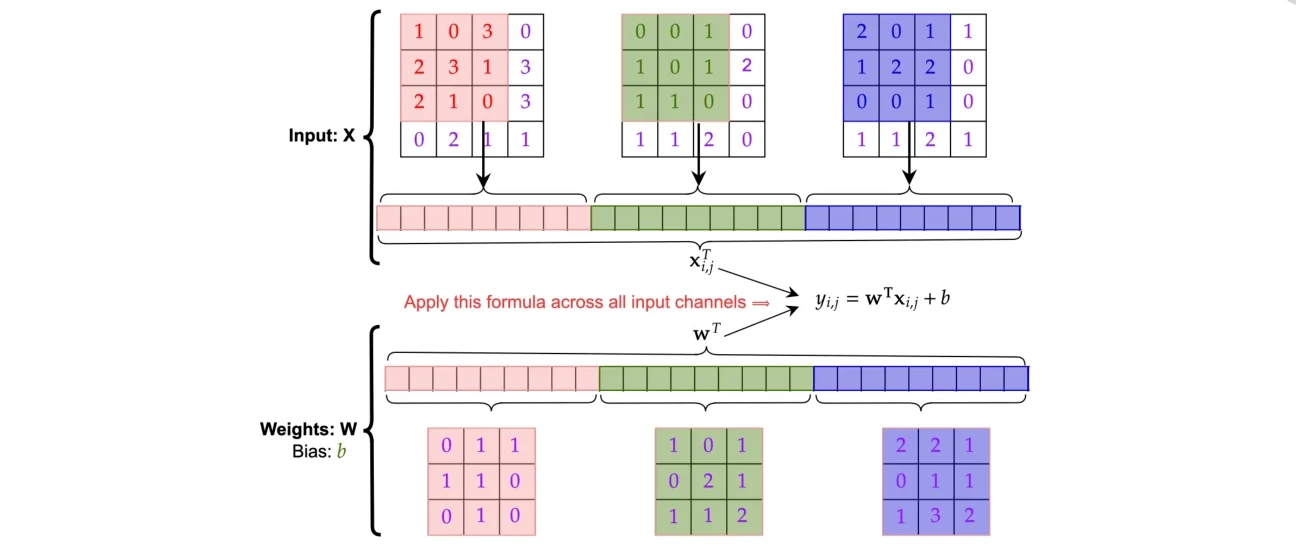 1 0 3 0 0 0 1 0 2 0 1 1
2 3 1 3 1 0 1 2 1 2 2 0
2 1 0 3 1 1 0 0 0 0 1 0
Input: X
0 2 1 1 1 1 2 0 1 1 2 1
𝐱ᵀᵢ,ⱼ
Apply this formula across all input channels ⟹ yᵢ,ⱼ = 𝐰ᵀ𝐱ᵢ,ⱼ + b
𝐰ᵀ
Weights: W
Bias: b
0 1 1 1 0 1 2 2 1
1 1 0 0 2 1 0 1 1
0 1 0 1 1 2 1 3 2